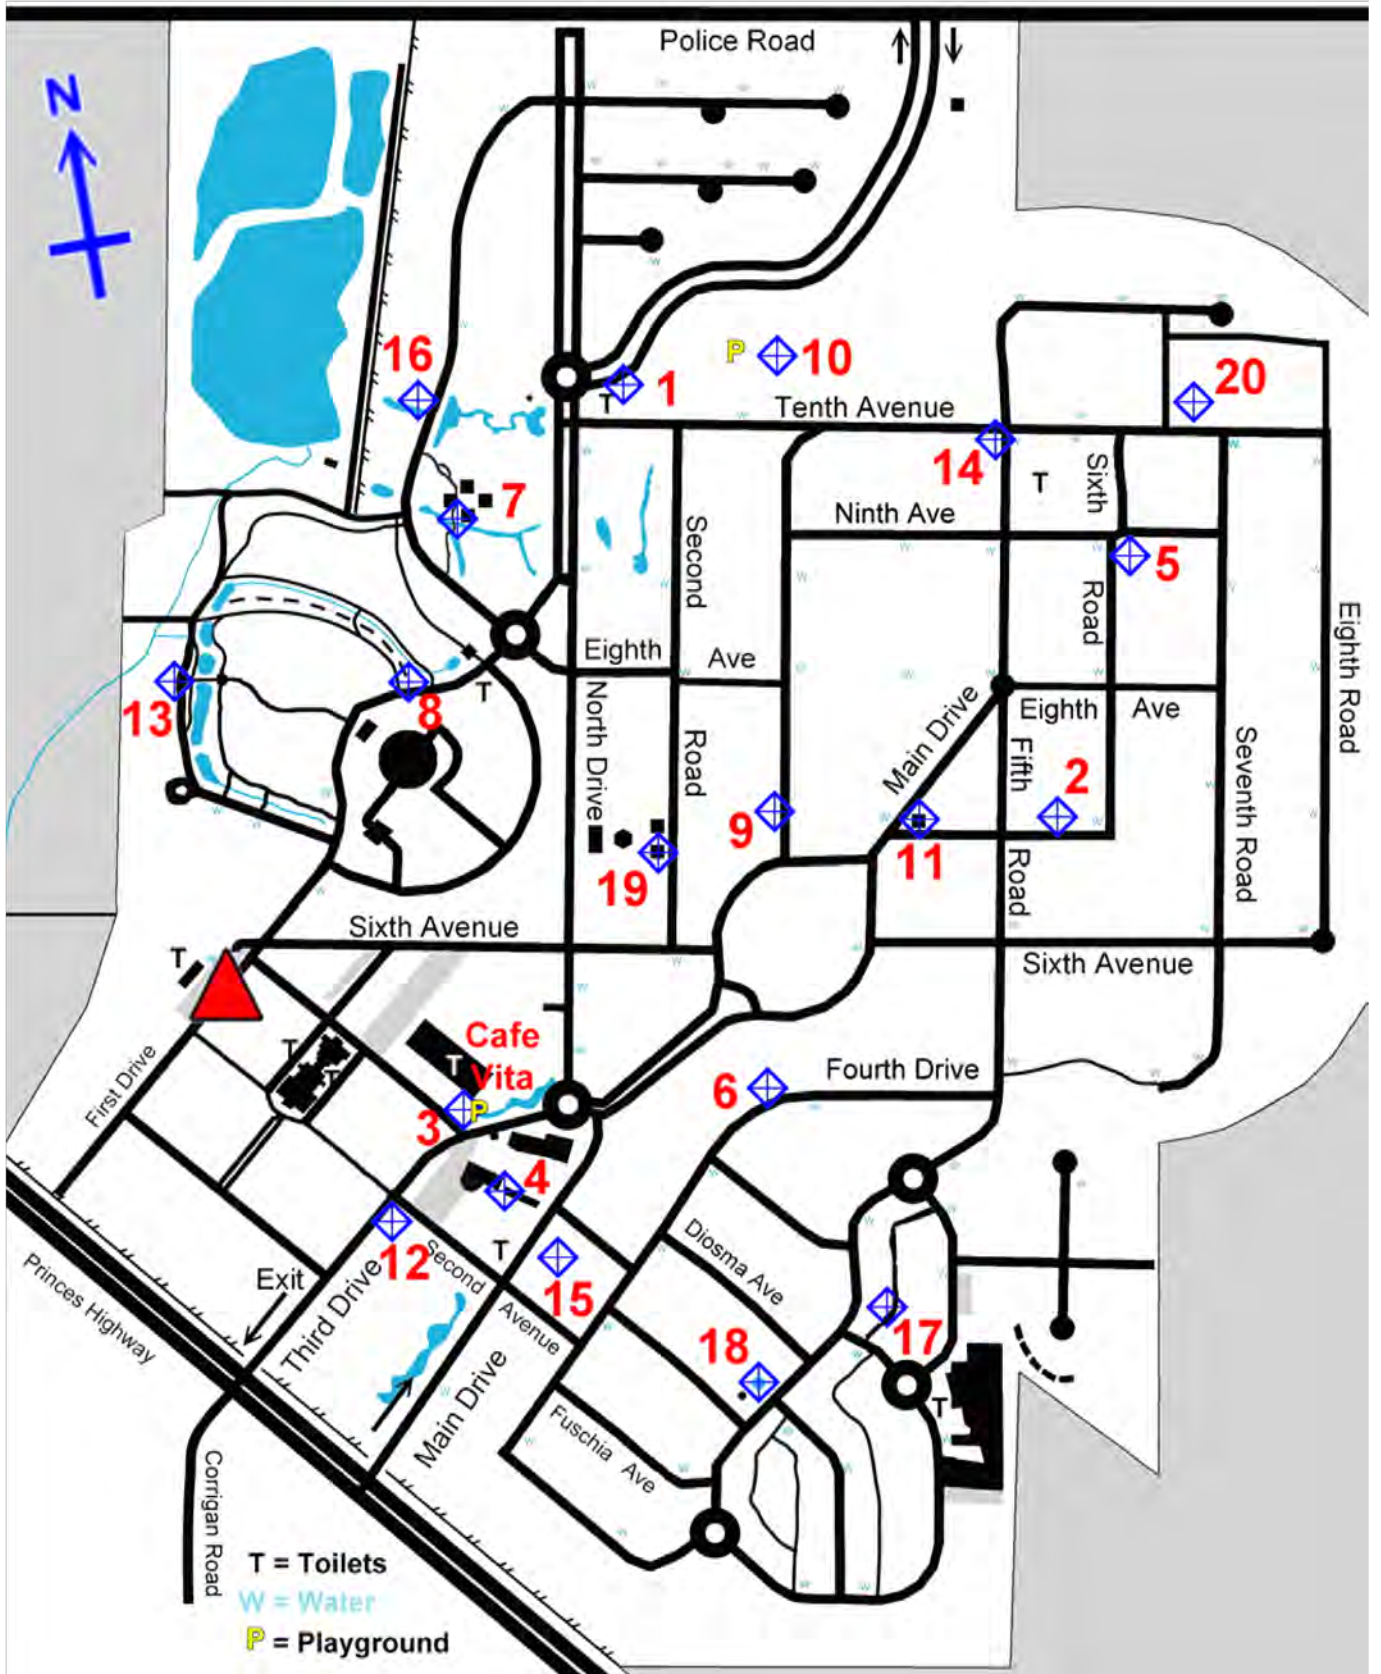 N
Police Road
16
P
10
1
T
20
Tenth Avenue
14
T
Sixth
7
Ninth Ave
Second
5
Road
Eighth
Ave
Eighth Road
T
13
8
North Drive
Road
Main Drive
Eighth
Ave
Fifth
2
Seventh Road
9
11
Road
19
Sixth Avenue
T
Sixth Avenue
Cafe
Vita
T
T
T
First Drive
3
P
6
Fourth Drive
4
12
Second
Avenue
T
15
Diosma Ave
Exit
Third Drive
Princes Highway
17
18
T
Main Drive
Fuschia Ave
Corrigan Road
T = Toilets
W = Water
P = Playground